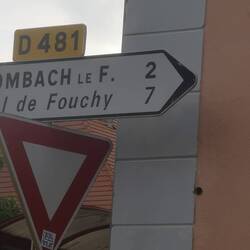 D 481
OMBACH LE F. 2
l de Fouchy 7